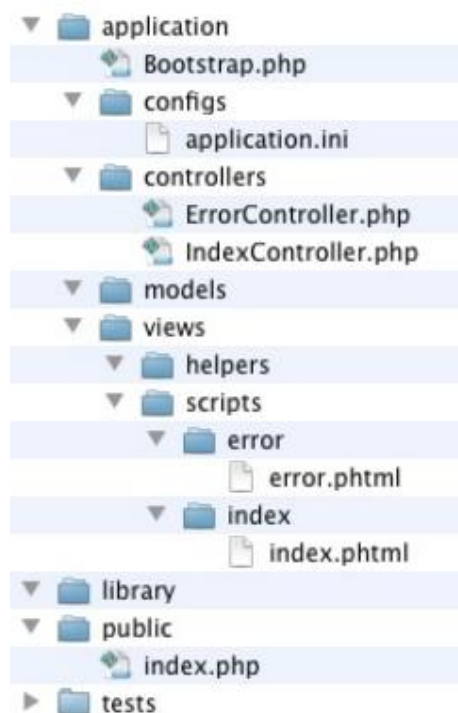 application
Bootstrap.php
configs
application.ini
controllers
ErrorController.php
IndexController.php
models
views
helpers
scripts
error
error.phtml
index
index.phtml
library
public
index.php
tests